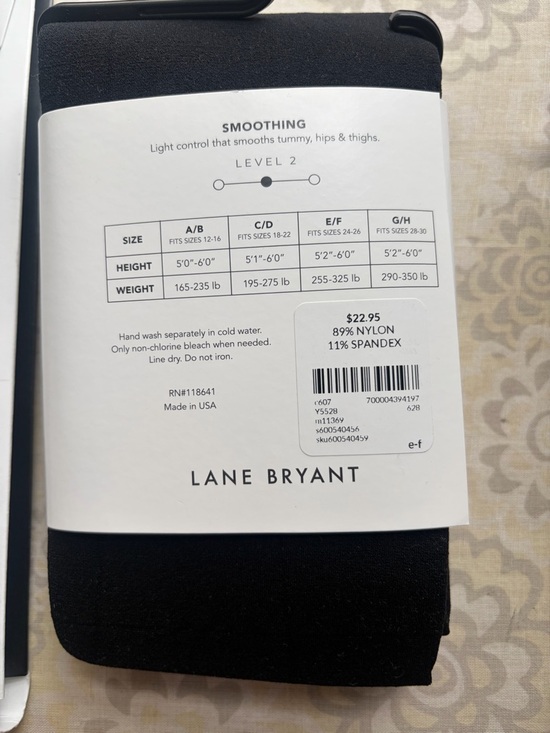 SMOOTHING
Light control that smooths tummy, hips & thighs.
LEVEL 2
SIZE A/B C/D E/F G/H
FITS SIZES 12-16 FITS SIZES 18-22 FITS SIZES 24-26 FITS SIZES 28-30
HEIGHT 5'0"-6'0" 5'1"-6'0" 5'2"-6'0" 5'2"-6'0"
WEIGHT 165-235 lb 195-275 lb 255-325 lb 290-350 lb
Hand wash separately in cold water.
Only non-chlorine bleach when needed.
Line dry. Do not iron.
RN#118641
Made in USA
$22.95
89% NYLON
11% SPANDEX
c607 700004394197
Y5528 628
m11369
s600540456
sku600540459
e-f
LANE BRYANT